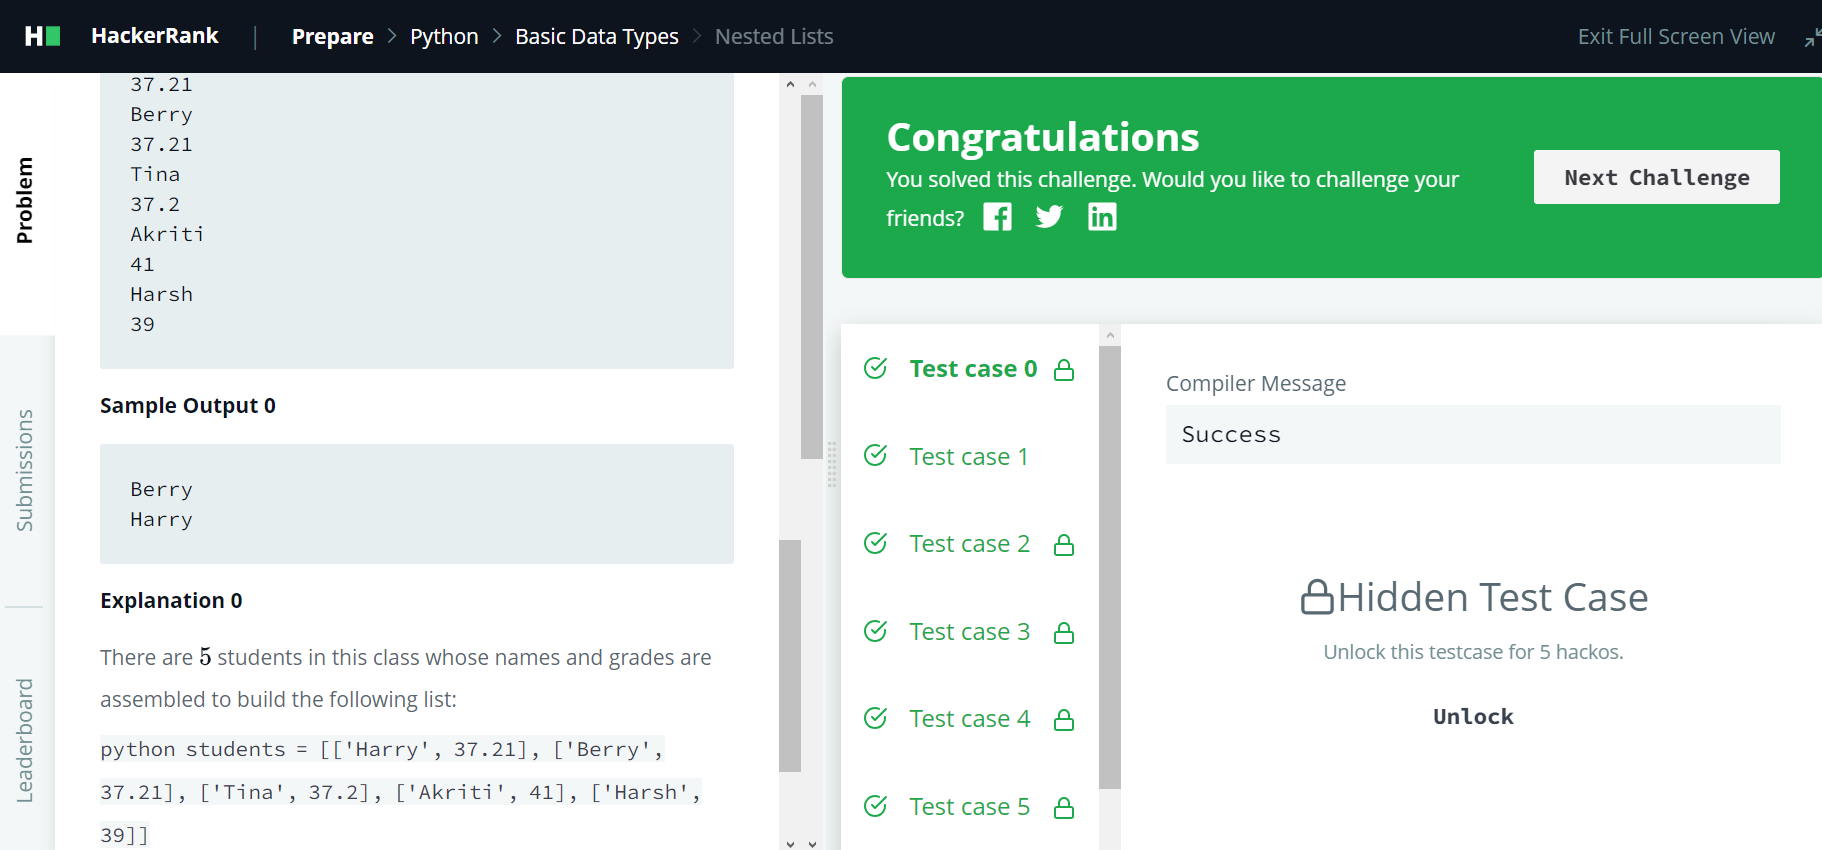 H HackerRank | Prepare > Python > Basic Data Types > Nested Lists Exit Full Screen View
Problem
Submissions
Leaderboard
37.21
Berry
37.21
Tina
37.2
Akriti
41
Harsh
39
Sample Output 0
Berry
Harry
Explanation 0
There are 5 students in this class whose names and grades are
assembled to build the following list:
python students = [['Harry', 37.21], ['Berry',
37.21], ['Tina', 37.2], ['Akriti', 41], ['Harsh',
39]]
Congratulations
You solved this challenge. Would you like to challenge your
friends?
Next Challenge
Test case 0
Test case 1
Test case 2
Test case 3
Test case 4
Test case 5
Compiler Message
Success
Hidden Test Case
Unlock this testcase for 5 hackos.
Unlock